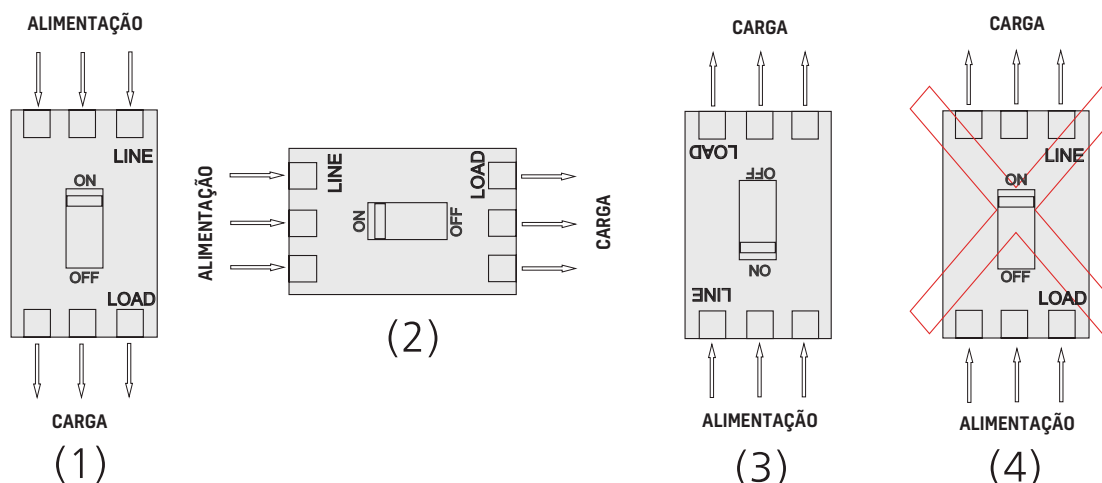 ALIMENTAÇÃO
LINE
ON
OFF
LOAD
CARGA
(1)
ALIMENTAÇÃO
LINE
ON
OFF
LOAD
CARGA
(2)
CARGA
LOAD
OFF
ON
LINE
ALIMENTAÇÃO
(3)
CARGA
LINE
ON
OFF
LOAD
ALIMENTAÇÃO
(4)